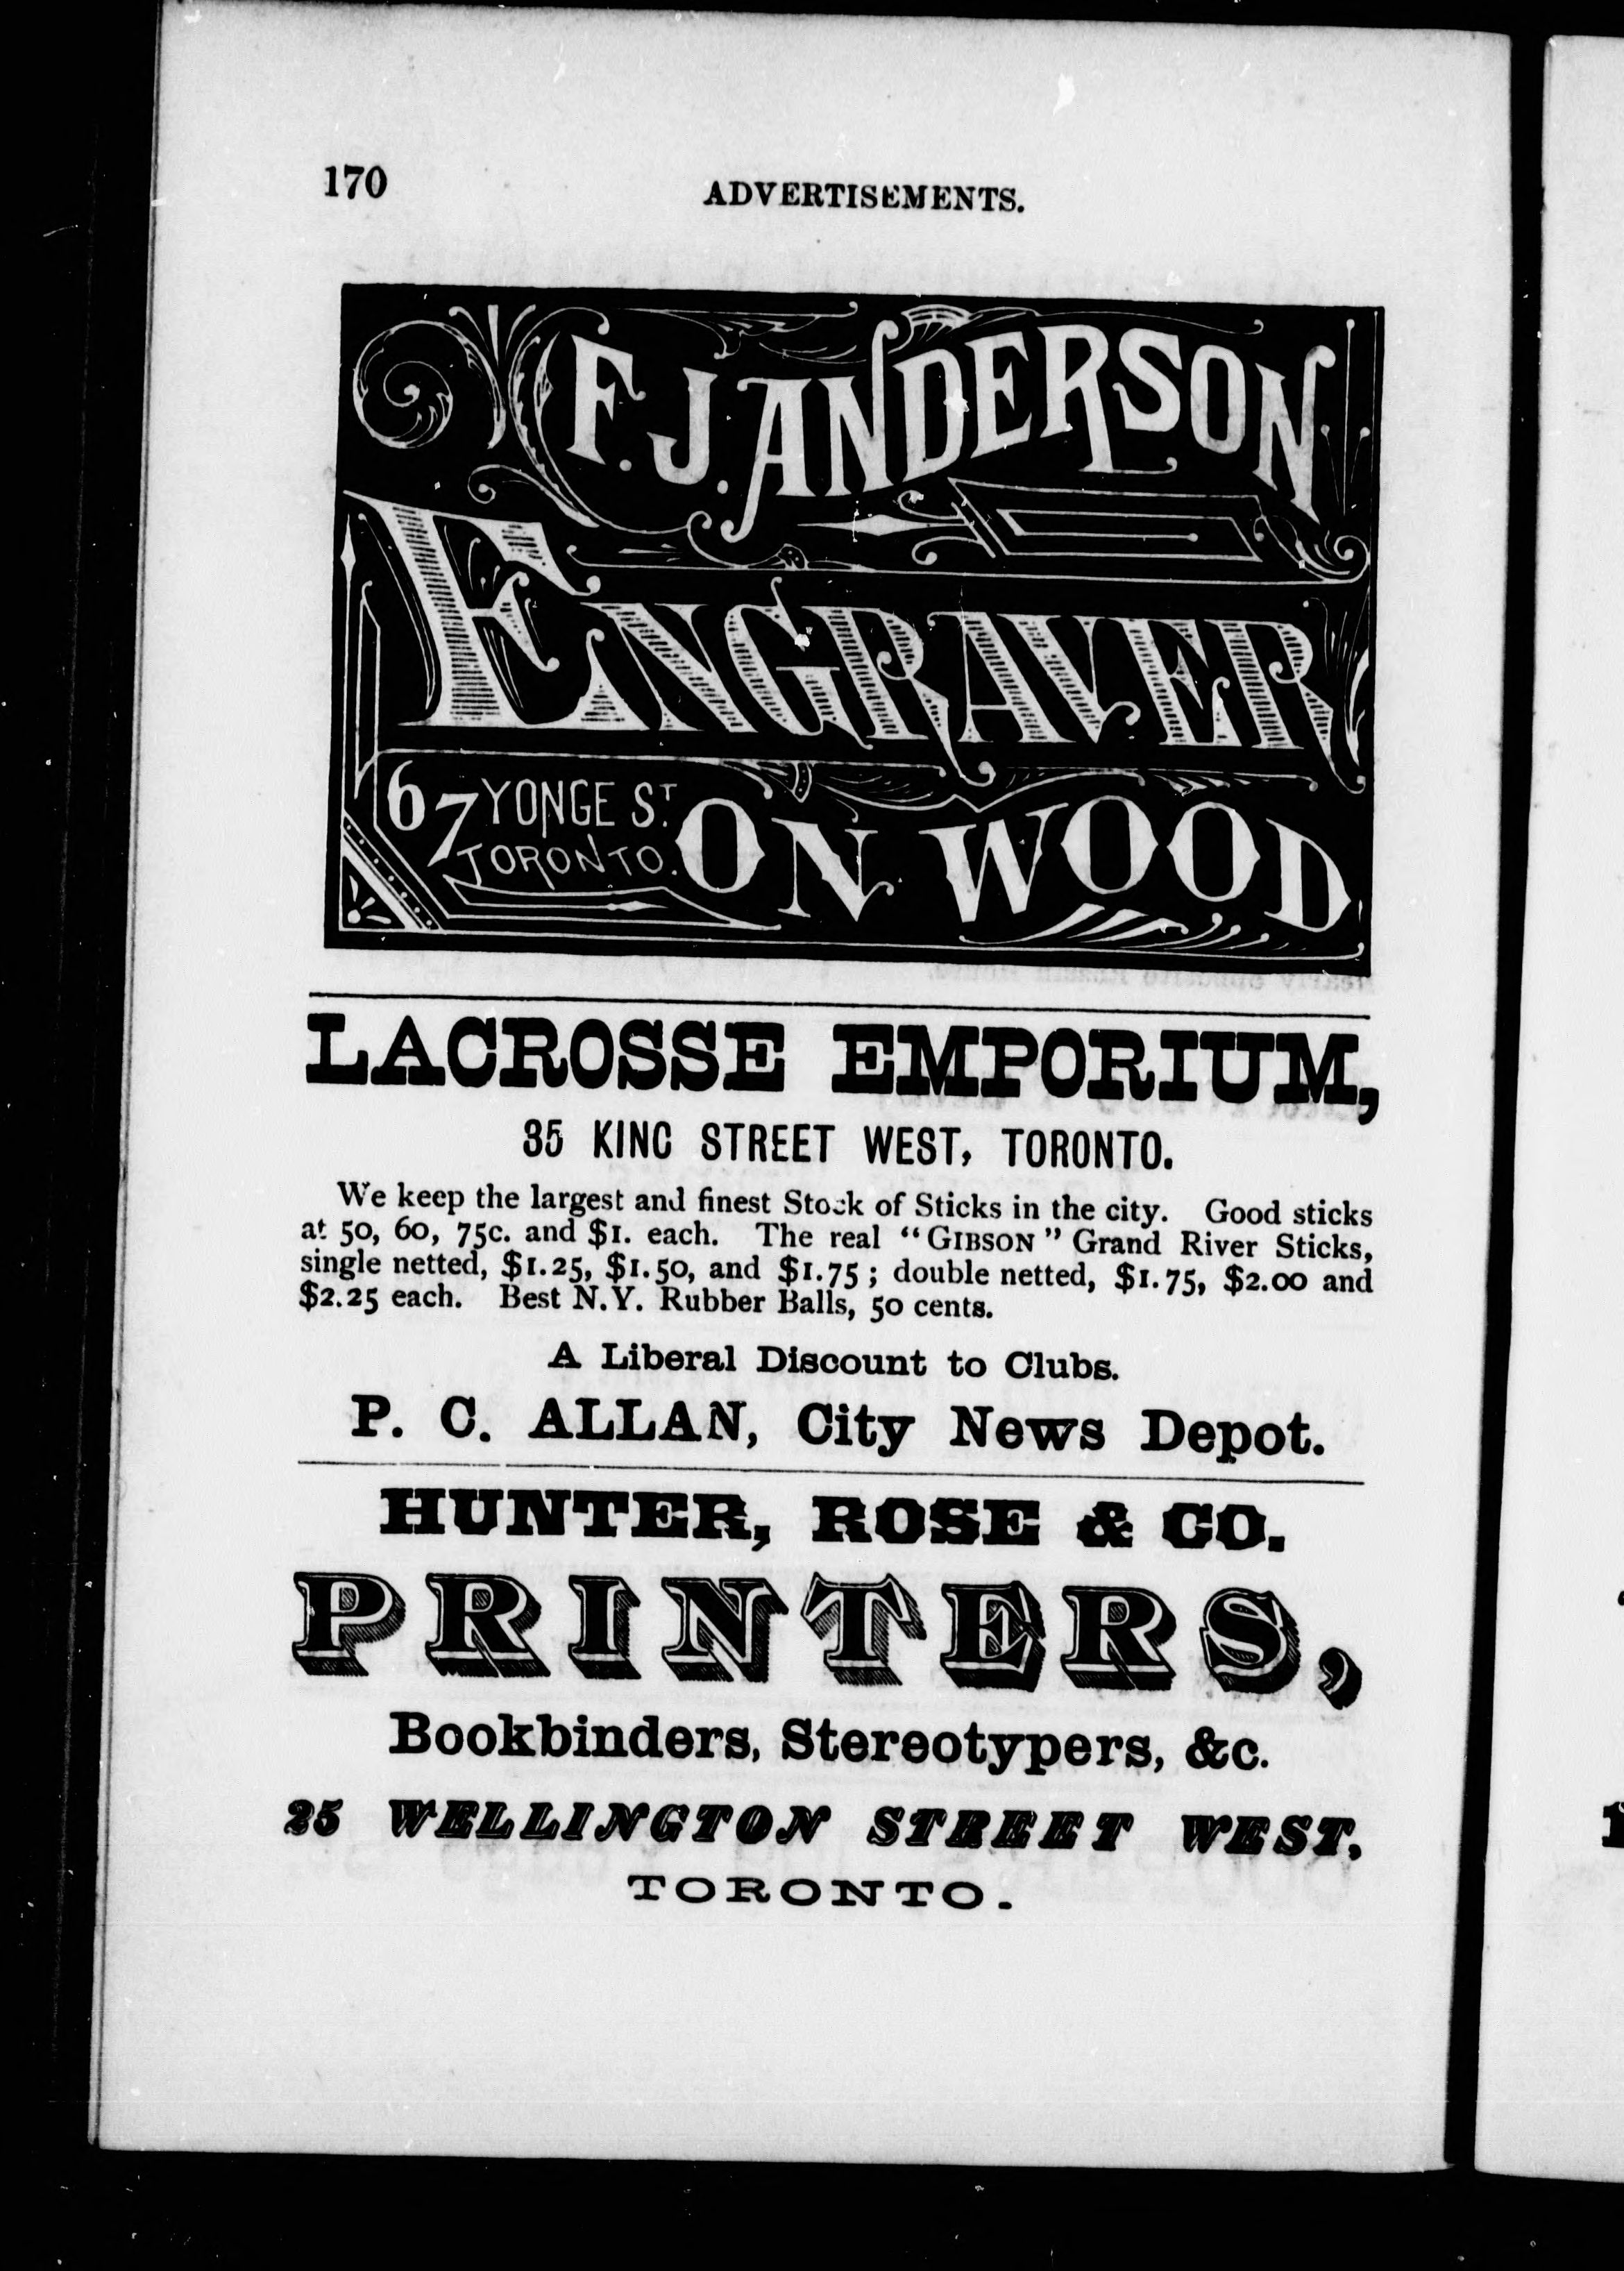 170
ADVERTISEMENTS.
F. J. ANDERSON
ENGRAVER
67 YONGE ST.
TORONTO.
ON WOOD
LACROSSE EMPORIUM,
35 KING STREET WEST, TORONTO.
We keep the largest and finest Stock of Sticks in the city. Good sticks
at 50, 60, 75c. and $1. each. The real "GIBSON" Grand River Sticks,
single netted, $1.25, $1.50, and $1.75; double netted, $1.75, $2.00 and
$2.25 each. Best N.Y. Rubber Balls, 50 cents.
A Liberal Discount to Clubs.
P. C. ALLAN, City News Depot.
HUNTER, ROSE & CO.
PRINTERS,
Bookbinders, Stereotypers, &c.
25 WELLINGTON STREET WEST,
TORONTO.